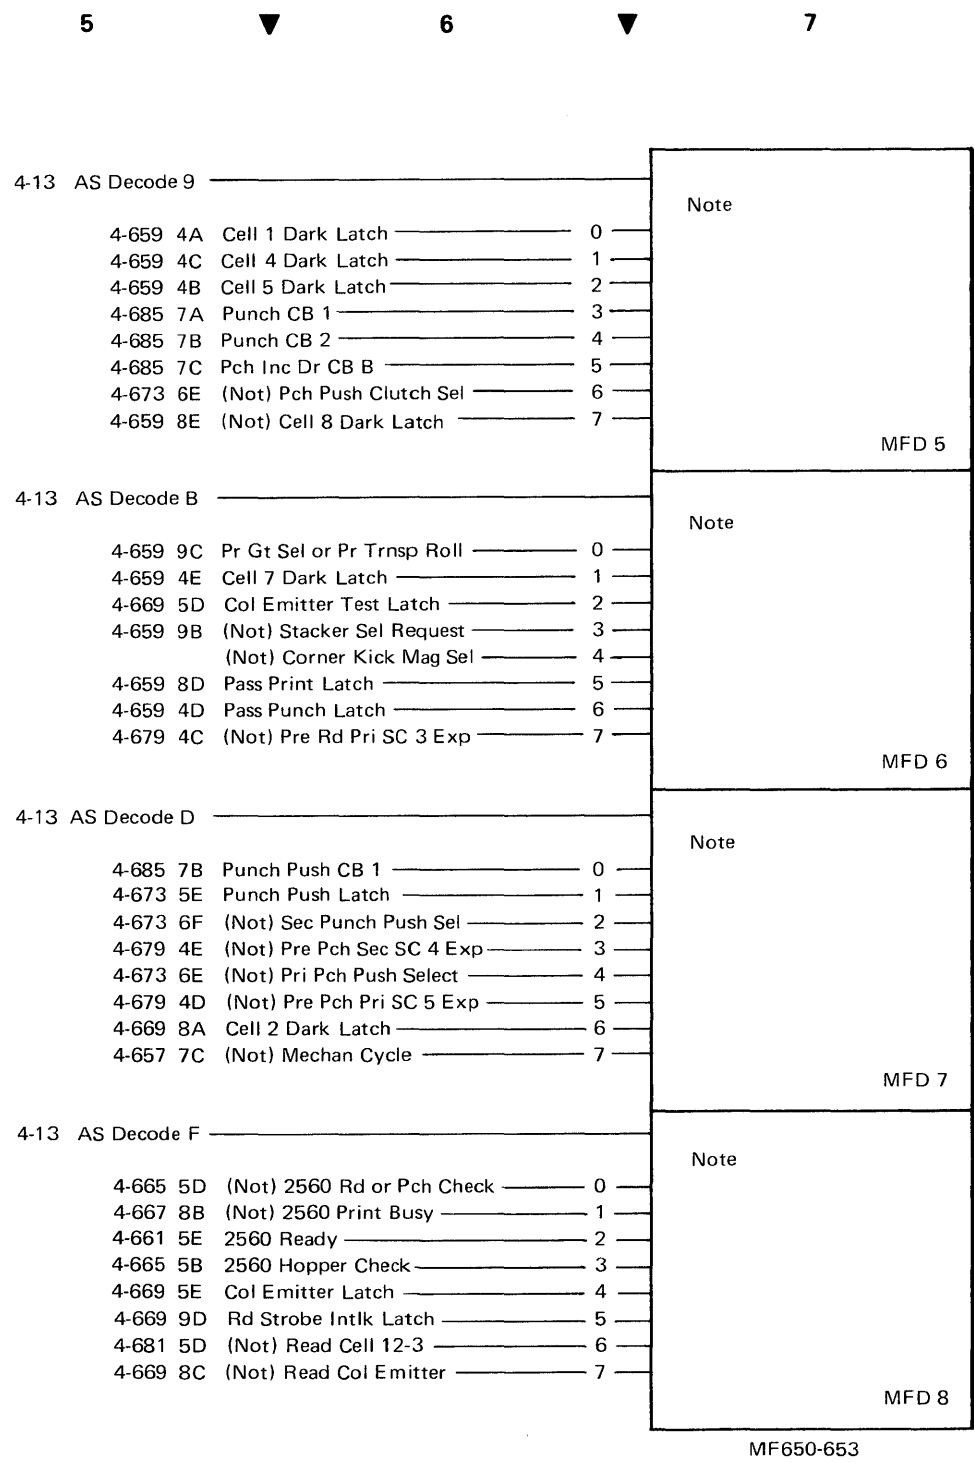 5 ▼ 6 ▼ 7
4-13 AS Decode 9
Note
4-659 4A Cell 1 Dark Latch 0
4-659 4C Cell 4 Dark Latch 1
4-659 4B Cell 5 Dark Latch 2
4-685 7A Punch CB 1 3
4-685 7B Punch CB 2 4
4-685 7C Pch Inc Dr CB B 5
4-673 6E (Not) Pch Push Clutch Sel 6
4-659 8E (Not) Cell 8 Dark Latch 7
MFD 5
4-13 AS Decode B
Note
4-659 9C Pr Gt Sel or Pr Trnsp Roll 0
4-659 4E Cell 7 Dark Latch 1
4-669 5D Col Emitter Test Latch 2
4-659 9B (Not) Stacker Sel Request 3
(Not) Corner Kick Mag Sel 4
4-659 8D Pass Print Latch 5
4-659 4D Pass Punch Latch 6
4-679 4C (Not) Pre Rd Pri SC 3 Exp 7
MFD 6
4-13 AS Decode D
Note
4-685 7B Punch Push CB 1 0
4-673 5E Punch Push Latch 1
4-673 6F (Not) Sec Punch Push Sel 2
4-679 4E (Not) Pre Pch Sec SC 4 Exp 3
4-673 6E (Not) Pri Pch Push Select 4
4-679 4D (Not) Pre Pch Pri SC 5 Exp 5
4-669 8A Cell 2 Dark Latch 6
4-657 7C (Not) Mechan Cycle 7
MFD 7
4-13 AS Decode F
Note
4-665 5D (Not) 2560 Rd or Pch Check 0
4-667 8B (Not) 2560 Print Busy 1
4-661 5E 2560 Ready 2
4-665 5B 2560 Hopper Check 3
4-669 5E Col Emitter Latch 4
4-669 9D Rd Strobe Intlk Latch 5
4-681 5D (Not) Read Cell 12-3 6
4-669 8C (Not) Read Col Emitter 7
MFD 8
MF650-653